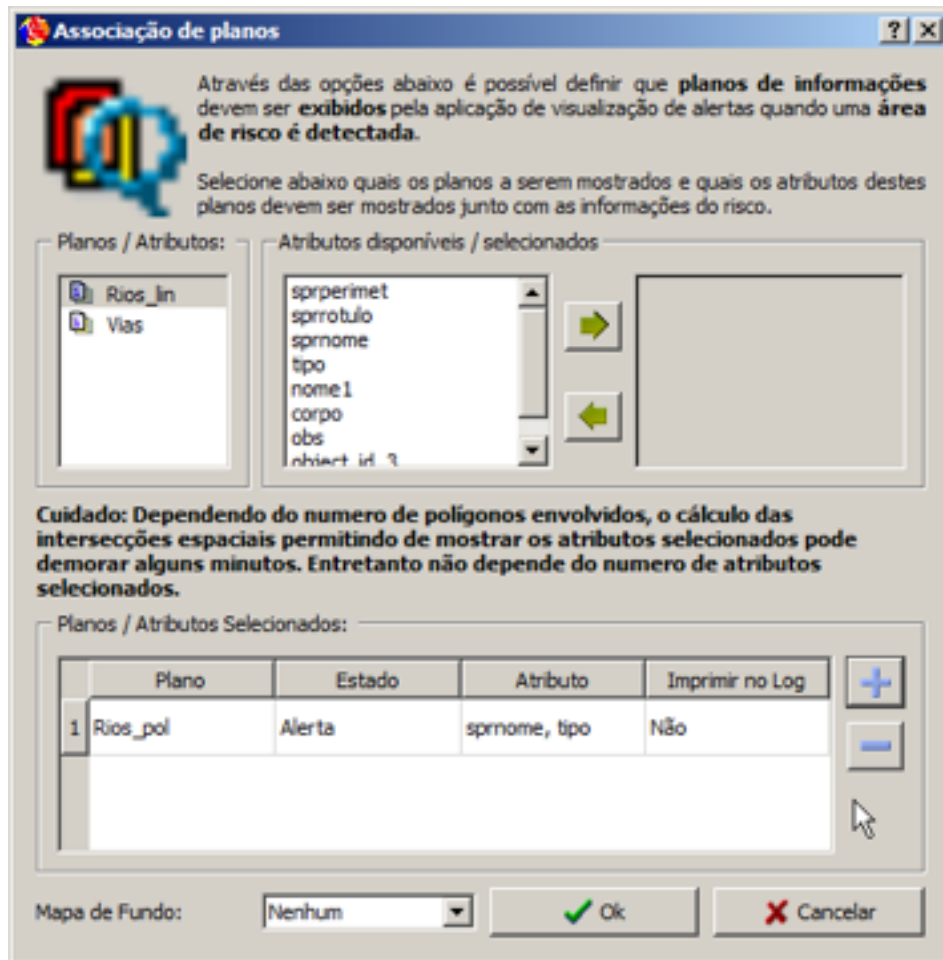 Associação de planos
Através das opções abaixo é possível definir que planos de informações
devem ser exibidos pela aplicação de visualização de alertas quando uma área
de risco é detectada.
Selecione abaixo quais os planos a serem mostrados e quais os atributos destes
planos devem ser mostrados junto com as informações do risco.
Planos / Atributos:
Rios_lin
Vias
Atributos disponíveis / selecionados
sprperimet
sprrotulo
sprnome
tipo
nome1
corpo
obs
object_id_3
Cuidado: Dependendo do numero de polígonos envolvidos, o cálculo das
intersecções espaciais permitindo de mostrar os atributos selecionados pode
demorar alguns minutos. Entretanto não depende do numero de atributos
selecionados.
Planos / Atributos Selecionados:
Plano Estado Atributo Imprimir no Log
1 Rios_pol Alerta sprnome, tipo Não
Mapa de Fundo: Nenhum Ok Cancelar